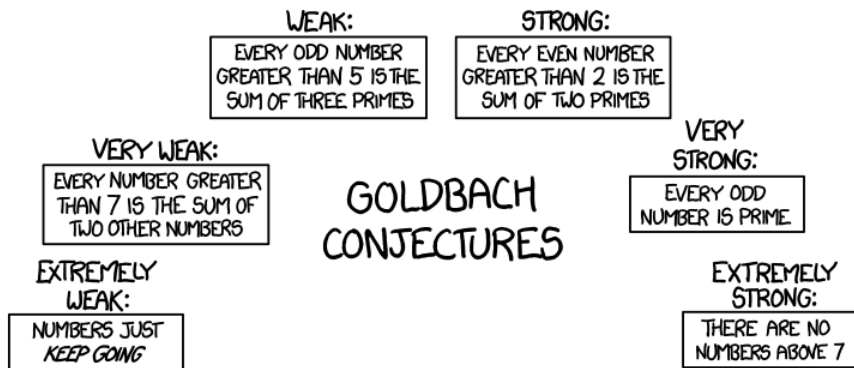 WEAK:
EVERY ODD NUMBER
GREATER THAN 5 IS THE
SUM OF THREE PRIMES
STRONG:
EVERY EVEN NUMBER
GREATER THAN 2 IS THE
SUM OF TWO PRIMES
VERY WEAK:
EVERY NUMBER GREATER
THAN 7 IS THE SUM OF
TWO OTHER NUMBERS
GOLDBACH
CONJECTURES
VERY
STRONG:
EVERY ODD
NUMBER IS PRIME
EXTREMELY
WEAK:
NUMBERS JUST
KEEP GOING
EXTREMELY
STRONG:
THERE ARE NO
NUMBERS ABOVE 7